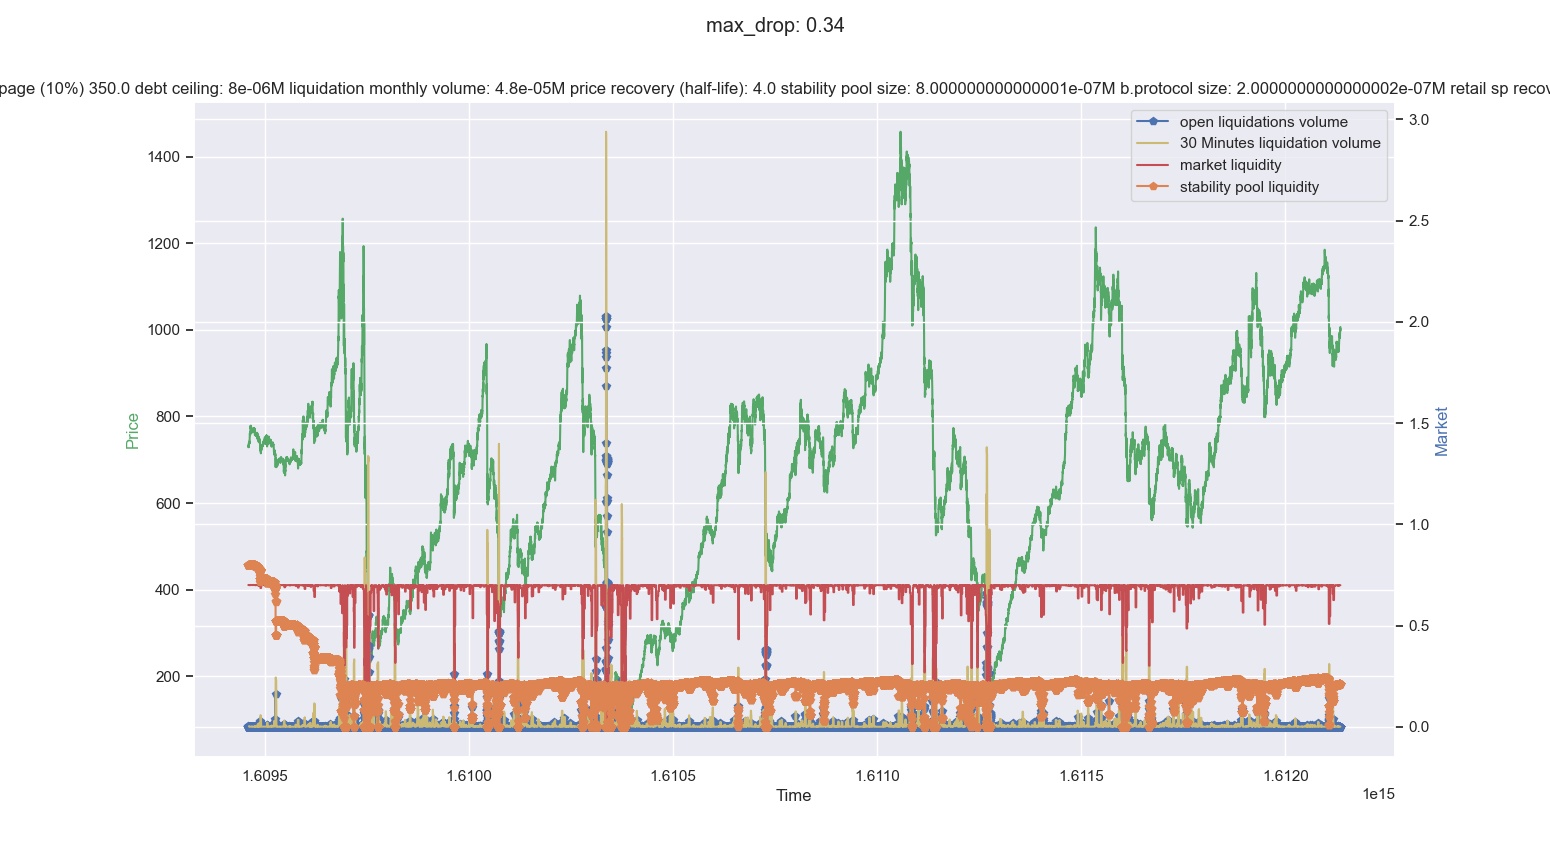 max_drop: 0.34
page (10%) 350.0 debt ceiling: 8e-06M liquidation monthly volume: 4.8e-05M price recovery (half-life): 4.0 stability pool size: 8.000000000000001e-07M b.protocol size: 2.0000000000000002e-07M retail sp recov
open liquidations volume
30 Minutes liquidation volume
market liquidity
stability pool liquidity
1400
1200
1000
800
600
400
200
Price
3.0
2.5
2.0
1.5
1.0
0.5
0.0
Market
1.6095 1.6100 1.6105 1.6110 1.6115 1.6120
1e15
Time